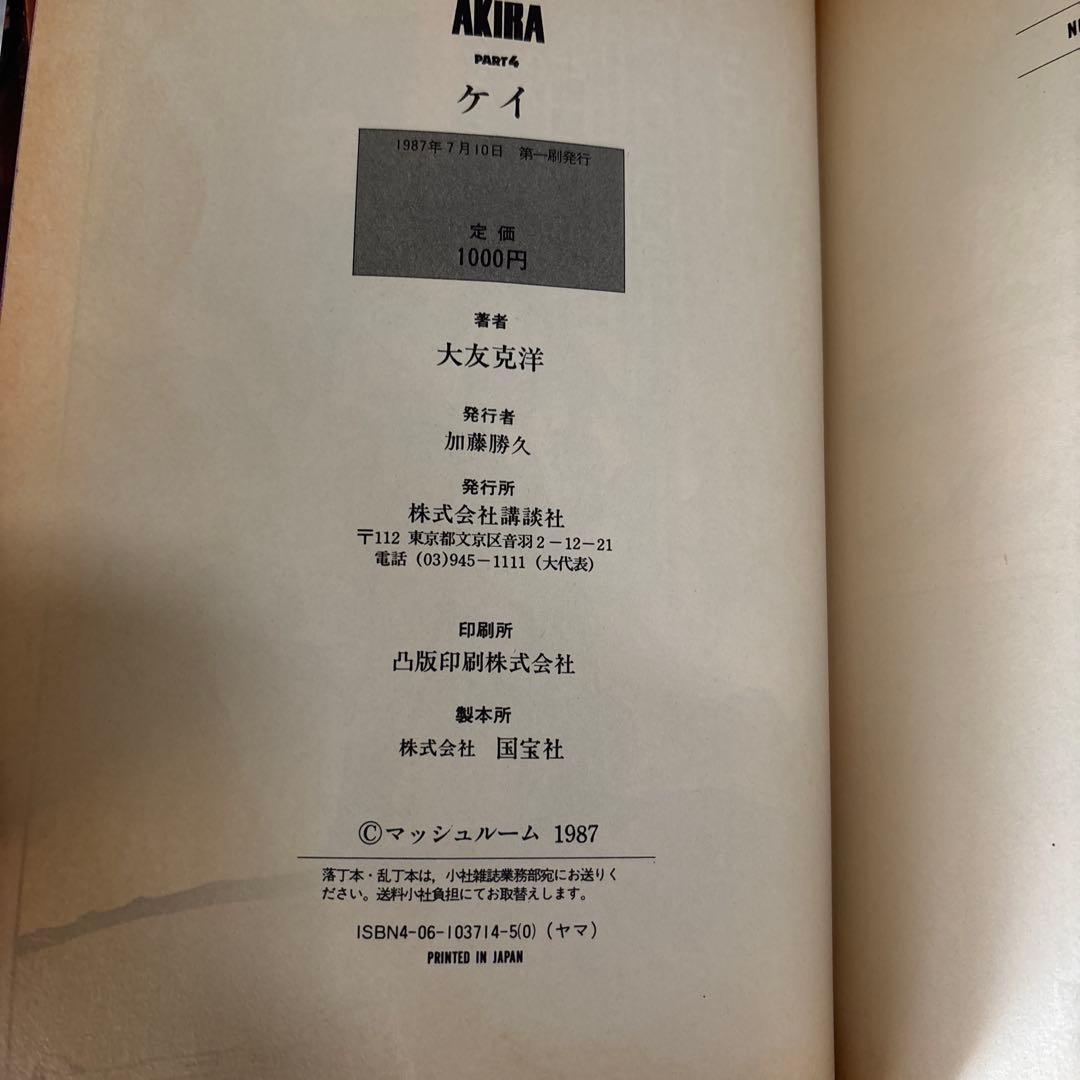 AKIRA
PART4
ケイ
1987年7月10日 第一刷発行
定価
1000円
著者
大友克洋
発行者
加藤勝久
発行所
株式会社講談社
〒112 東京都文京区音羽2-12-21
電話 (03)945-1111 (大代表)
印刷所
凸版印刷株式会社
製本所
株式会社 国宝社
©マッシュルーム 1987
落丁本・乱丁本は，小社雑誌業務部宛にお送りく
ださい。送料小社負担にてお取替えします。
ISBN4-06-103714-5(0)(ヤマ)
PRINTED IN JAPAN